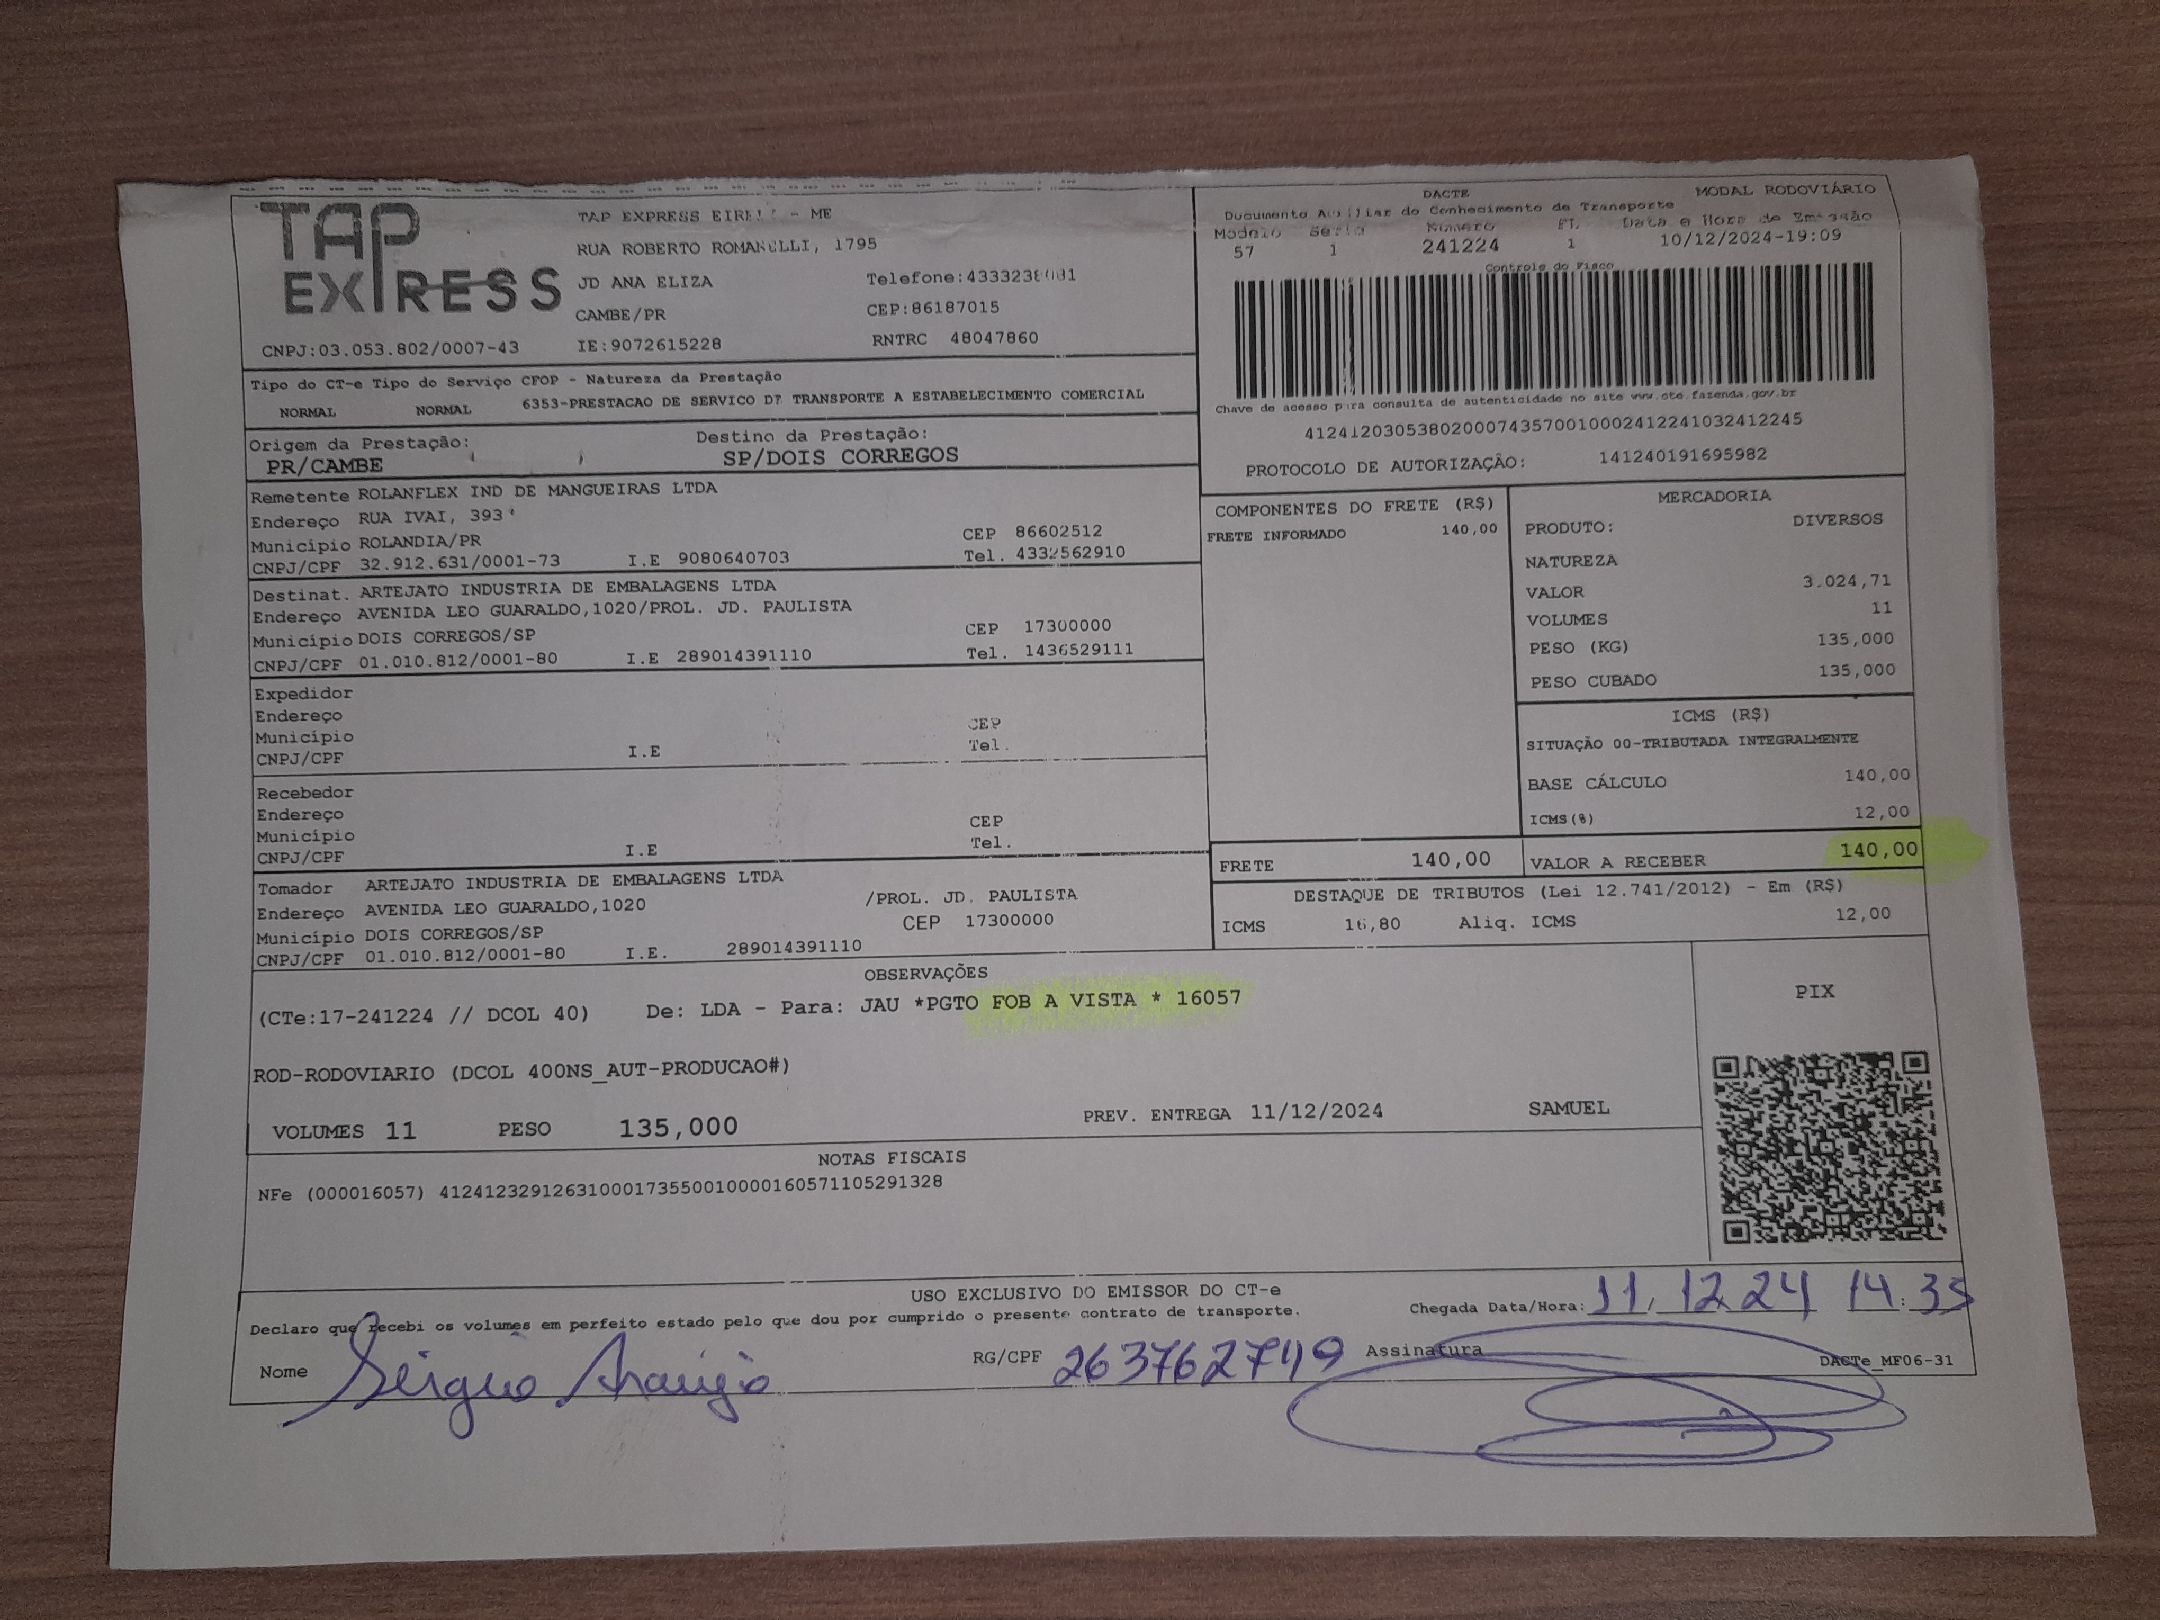 TAP EXPRESS
TAP EXPRESS EIRELI - ME
RUA ROBERTO ROMANELLI, 1795
JD ANA ELIZA Telefone:4333238081
CAMBE/PR CEP:86187015
CNPJ:03.053.802/0007-43 IE:9072615228 RNTRC 48047860
DACTE MODAL RODOVIÁRIO
Documento Auxiliar do Conhecimento de Transporte
Modelo Serie Número FL Data e Hora de Emissão
57 1 241224 1 10/12/2024-19:09
Controle do Fisco
Chave de acesso para consulta de autenticidade no site www.cte.fazenda.gov.br
41241203053802000743570010002412241032412245
PROTOCOLO DE AUTORIZAÇÃO: 141240191695982
Tipo do CT-e Tipo do Serviço CFOP - Natureza da Prestação
NORMAL NORMAL 6353-PRESTACAO DE SERVICO DE TRANSPORTE A ESTABELECIMENTO COMERCIAL
Origem da Prestação: Destino da Prestação:
PR/CAMBE SP/DOIS CORREGOS
Remetente ROLANFLEX IND DE MANGUEIRAS LTDA
Endereço RUA IVAI, 393
Município ROLANDIA/PR CEP 86602512
CNPJ/CPF 32.912.631/0001-73 I.E 9080640703 Tel. 4332562910
Destinat. ARTEJATO INDUSTRIA DE EMBALAGENS LTDA
Endereço AVENIDA LEO GUARALDO,1020/PROL. JD. PAULISTA
Município DOIS CORREGOS/SP CEP 17300000
CNPJ/CPF 01.010.812/0001-80 I.E 289014391110 Tel. 1436529111
Expedidor
Endereço
Município CEP
CNPJ/CPF I.E Tel.
Recebedor
Endereço
Município CEP
CNPJ/CPF I.E Tel.
Tomador ARTEJATO INDUSTRIA DE EMBALAGENS LTDA
Endereço AVENIDA LEO GUARALDO,1020 /PROL. JD. PAULISTA
Município DOIS CORREGOS/SP CEP 17300000
CNPJ/CPF 01.010.812/0001-80 I.E. 289014391110
COMPONENTES DO FRETE (R$)
FRETE INFORMADO 140,00
MERCADORIA
PRODUTO: DIVERSOS
NATUREZA
VALOR 3.024,71
VOLUMES 11
PESO (KG) 135,000
PESO CUBADO 135,000
ICMS (R$)
SITUAÇÃO 00-TRIBUTADA INTEGRALMENTE
BASE CÁLCULO 140,00
ICMS(%) 12,00
FRETE 140,00 VALOR A RECEBER 140,00
DESTAQUE DE TRIBUTOS (Lei 12.741/2012) - Em (R$)
ICMS 16,80 Aliq. ICMS 12,00
OBSERVAÇÕES
(CTe:17-241224 // DCOL 40) De: LDA - Para: JAU *PGTO FOB A VISTA * 16057
ROD-RODOVIARIO (DCOL 400NS_AUT-PRODUCAO#)
VOLUMES 11 PESO 135,000 PREV. ENTREGA 11/12/2024 SAMUEL
PIX
NOTAS FISCAIS
NFe (000016057) 41241232912631000173550010000160571105291328
USO EXCLUSIVO DO EMISSOR DO CT-e
Declaro que recebi os volumes em perfeito estado pelo que dou por cumprido o presente contrato de transporte. Chegada Data/Hora: 11/12 24 14:35
Nome Sérgio Araújo RG/CPF 263762749 Assinatura
DACTe_MF06-31